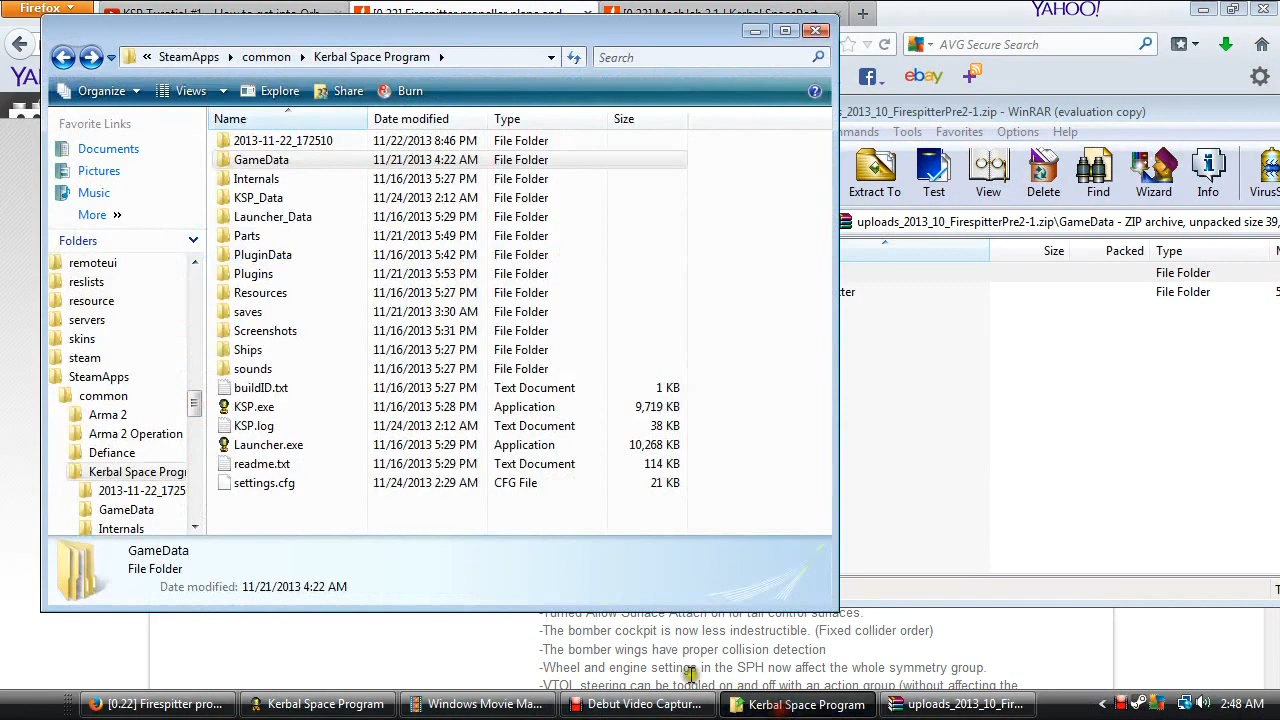 Firefox
[0.22] Firespitter propeller plane and
YAHOO!
SteamApps
common
Kerbal Space Program
Search
AVG Secure Search
Organize
Views
Explore
Share
Burn
ebay
_2013_10_FirespitterPre2-1.zip - WinRAR (evaluation copy)
mmands Tools Favorites Options Help
Favorite Links
Documents
Pictures
Music
More »
Folders
remoteui
reslists
resource
servers
skins
steam
SteamApps
common
Arma 2
Arma 2 Operation
Defiance
Kerbal Space Progr
2013-11-22_1725
GameData
Internals
Name Date modified Type Size
2013-11-22_172510 11/22/2013 8:46 PM File Folder
GameData 11/21/2013 4:22 AM File Folder
Internals 11/16/2013 5:27 PM File Folder
KSP_Data 11/24/2013 2:12 AM File Folder
Launcher_Data 11/16/2013 5:29 PM File Folder
Parts 11/21/2013 5:49 PM File Folder
PluginData 11/16/2013 5:42 PM File Folder
Plugins 11/21/2013 5:53 PM File Folder
Resources 11/16/2013 5:27 PM File Folder
saves 11/21/2013 3:30 AM File Folder
Screenshots 11/16/2013 5:31 PM File Folder
Ships 11/16/2013 5:27 PM File Folder
sounds 11/16/2013 5:27 PM File Folder
buildID.txt 11/16/2013 5:27 PM Text Document 1 KB
KSP.exe 11/16/2013 5:28 PM Application 9,719 KB
KSP.log 11/24/2013 2:12 AM Text Document 38 KB
Launcher.exe 11/16/2013 5:29 PM Application 10,268 KB
readme.txt 11/16/2013 5:29 PM Text Document 114 KB
settings.cfg 11/24/2013 2:29 AM CFG File 21 KB
GameData
File Folder
Date modified: 11/21/2013 4:22 AM
Extract To Test View Delete Find Wizard Info VirusS
uploads_2013_10_FirespitterPre2-1.zip\GameData - ZIP archive, unpacked size 39,
Size Packed Type
File Folder
tter File Folder
-The bomber cockpit is now less indestructible. (Fixed collider order)
-The bomber wings have proper collision detection
-Wheel and engine settings in the SPH now affect the whole symmetry group.
-VTOL steering can be toggled on and off with an action group (without affecting the
[0.22] Firespitter pro...
Kerbal Space Program
Windows Movie Ma...
Debut Video Captur...
Kerbal Space Program
uploads_2013_10_Fi...
2:48 AM